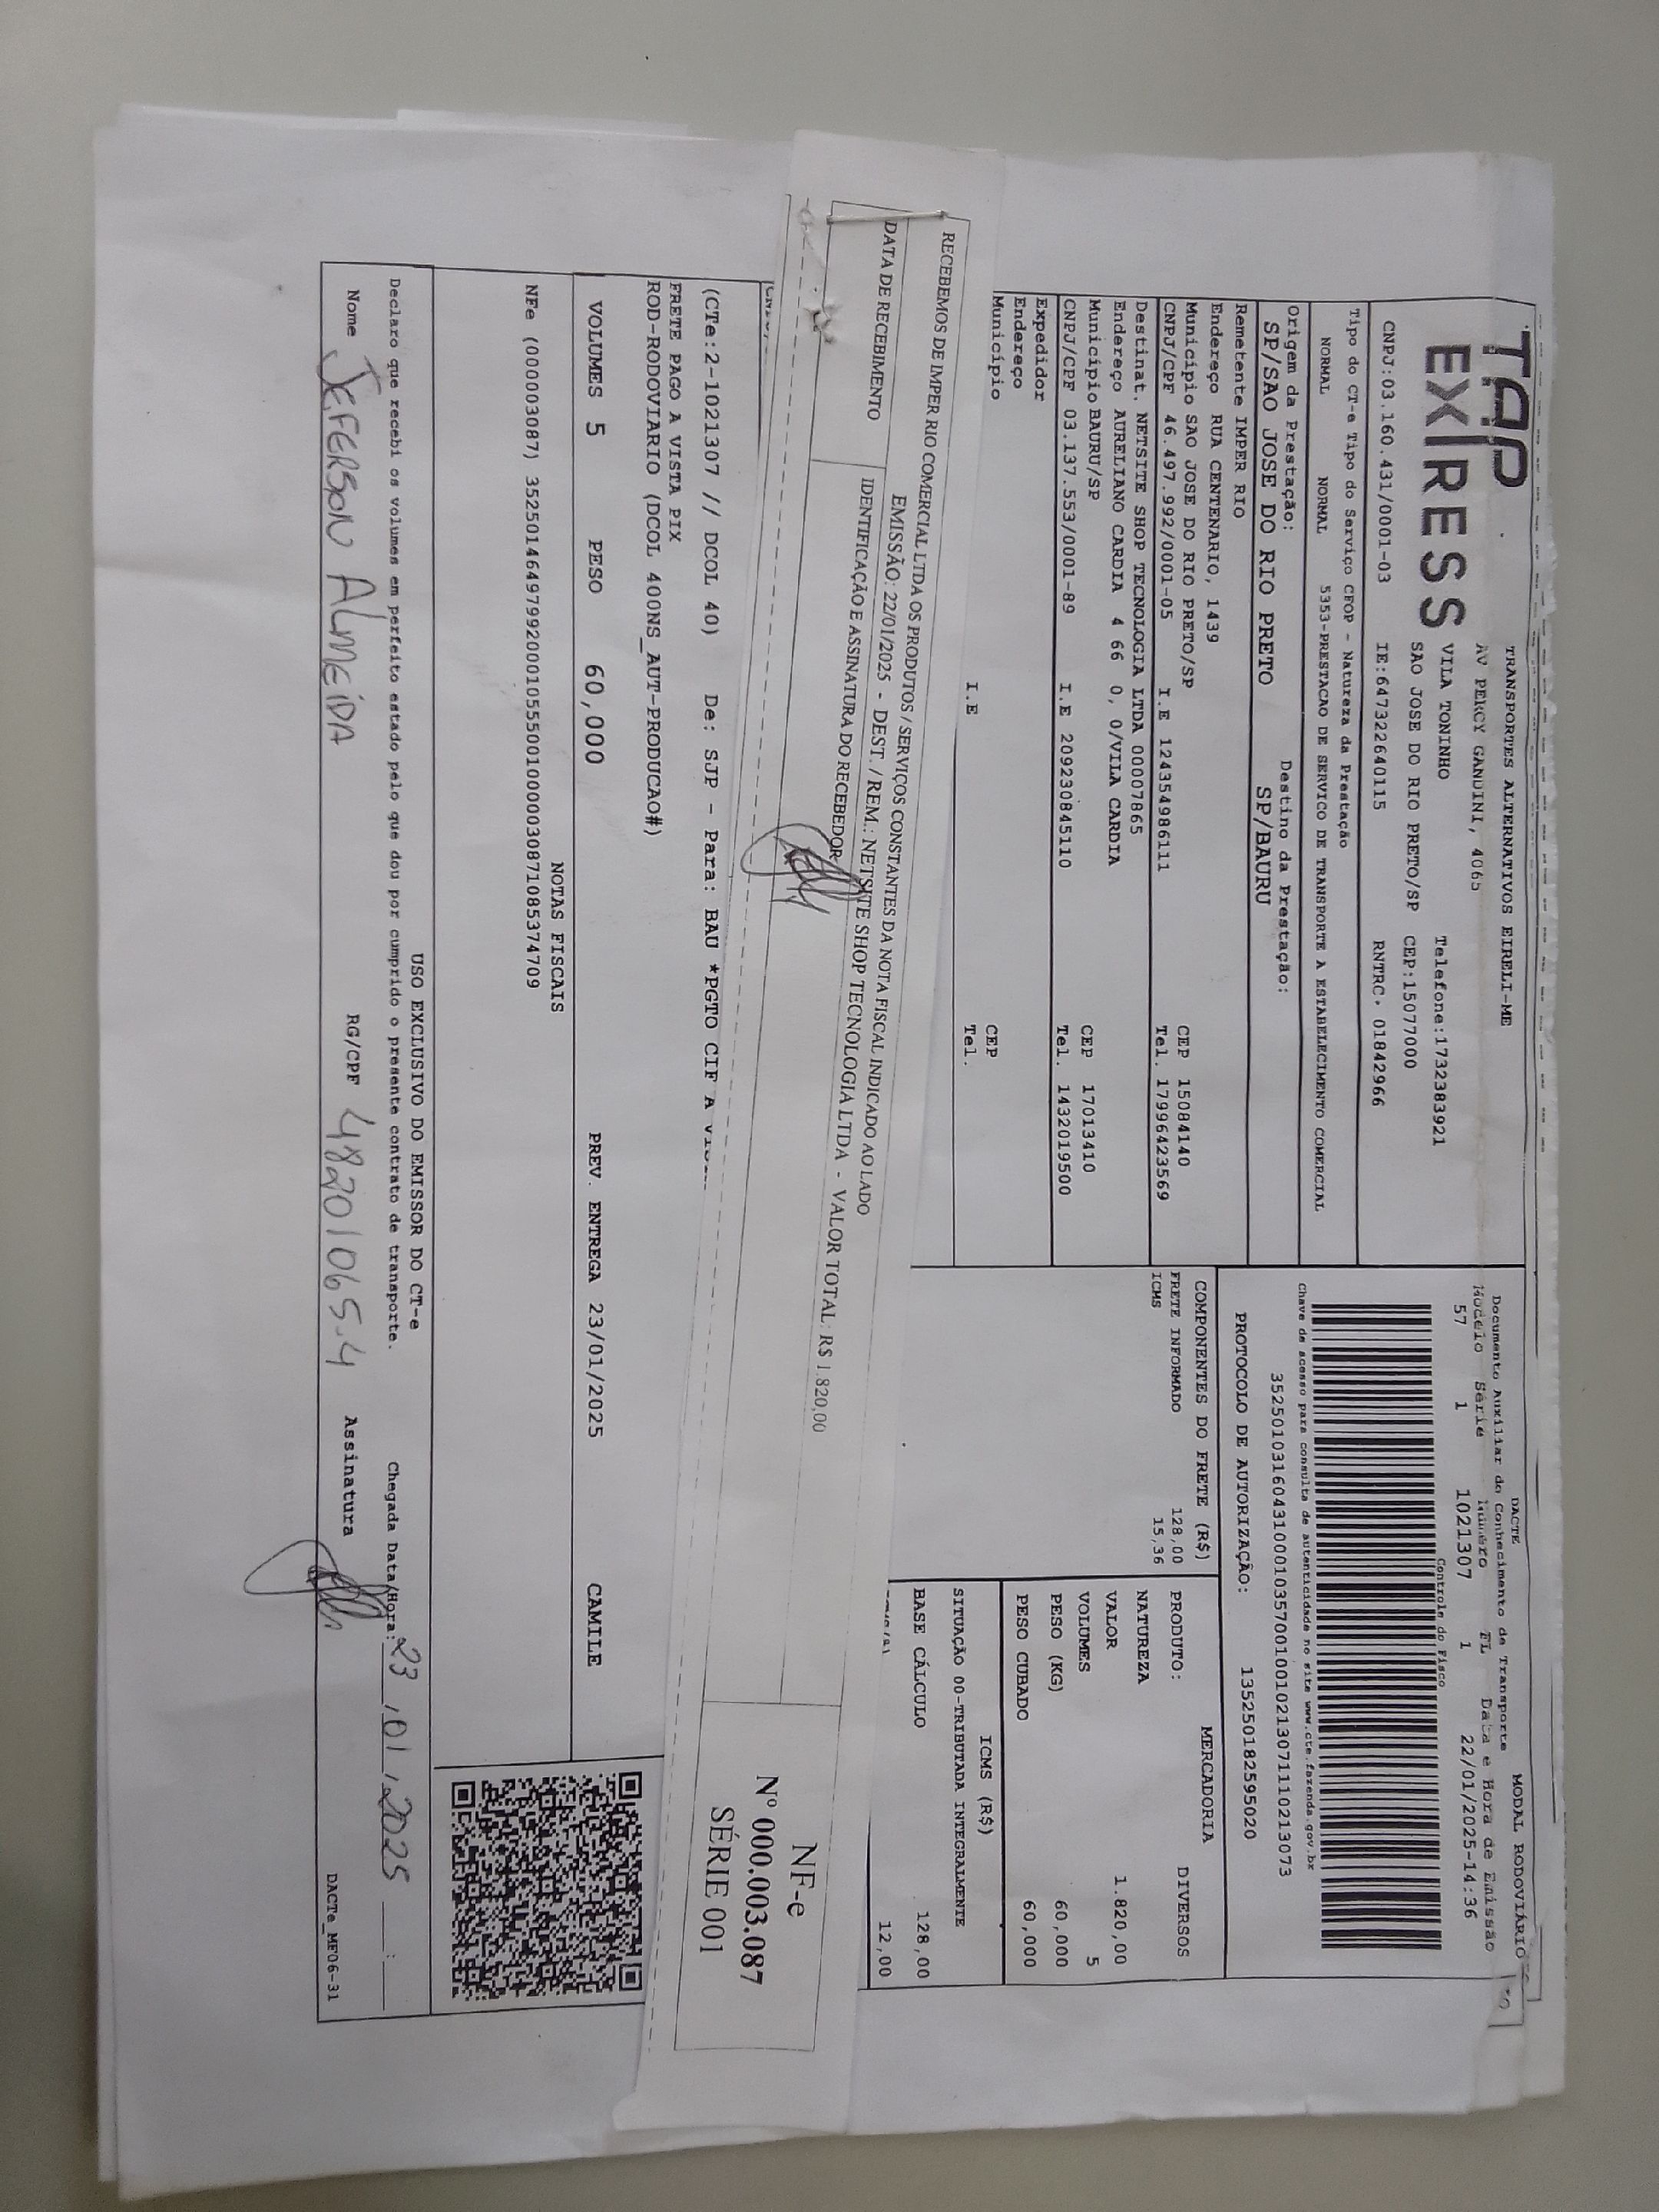 TAP
EXPRESS
TRANSPORTES ALTERNATIVOS EIRELI-ME
AV PERCY GANDINI, 4065
VILA TONINHO Telefone:1732383921
SAO JOSE DO RIO PRETO/SP CEP:15077000
CNPJ:03.160.431/0001-03 IE:647322640115 RNTRC. 01842966
Tipo do CT-e Tipo do Serviço CFOP - Natureza da Prestação
NORMAL NORMAL 5353-PRESTACAO DE SERVICO DE TRANSPORTE A ESTABELECIMENTO COMERCIAL
Origem da Prestação: Destino da Prestação:
SP/SAO JOSE DO RIO PRETO SP/BAURU
Remetente IMPER RIO
Endereço RUA CENTENARIO, 1439
Município SAO JOSE DO RIO PRETO/SP CEP 15084140
CNPJ/CPF 46.497.992/0001-05 I.E 124354986111 Tel. 17996423569
Destinat. NETSITE SHOP TECNOLOGIA LTDA 00007865
Endereço AURELIANO CARDIA 4 66 0, 0/VILA CARDIA
Município BAURU/SP CEP 17013410
CNPJ/CPF 03.137.553/0001-89 I.E 209230845110 Tel. 1432019500
Expedidor
Endereço
Município CEP
I.E Tel.
DACTE MODAL RODOVIÁRIO
Documento Auxiliar do Conhecimento de Transporte
Modelo Série Número FL Data e Hora de Emissão
57 1 1021307 1 22/01/2025-14:36
Controle do Fisco
Chave de acesso para consulta de autenticidade no site www.cte.fazenda.gov.br
35250103160431000103570010010213071110213073
PROTOCOLO DE AUTORIZAÇÃO: 135250182595020
COMPONENTES DO FRETE (R$)
FRETE INFORMADO 128,00
ICMS 15,36
MERCADORIA
PRODUTO: DIVERSOS
NATUREZA
VALOR 1.820,00
VOLUMES 5
PESO (KG) 60,000
PESO CUBADO 60,000
ICMS (R$)
SITUAÇÃO 00-TRIBUTADA INTEGRALMENTE
BASE CÁLCULO 128,00
12,00
RECEBEMOS DE IMPER RIO COMERCIAL LTDA OS PRODUTOS / SERVIÇOS CONSTANTES DA NOTA FISCAL INDICADO AO LADO
EMISSÃO: 22/01/2025 - DEST. / REM.: NETSITE SHOP TECNOLOGIA LTDA - VALOR TOTAL: R$ 1.820,00
DATA DE RECEBIMENTO
IDENTIFICAÇÃO E ASSINATURA DO RECEBEDOR
NF-e
Nº 000.003.087
SÉRIE 001
(CTe:2-1021307 // DCOL 40) De: SJP - Para: BAU *PGTO CIF A
FRETE PAGO A VISTA PIX
ROD-RODOVIARIO (DCOL 400NS_AUT-PRODUCAO#)
VOLUMES 5 PESO 60,000 PREV. ENTREGA 23/01/2025 CAMILE
NOTAS FISCAIS
NFe (000003087) 35250146497992000105550010000030871085374709
USO EXCLUSIVO DO EMISSOR DO CT-e
Declaro que recebi os volumes em perfeito estado pelo que dou por cumprido o presente contrato de transporte. Chegada Data/Hora: 23/01/2025 __:__
Nome JEFERSON ALMEIDA RG/CPF 48201065-4 Assinatura
DACTe_MF06-31